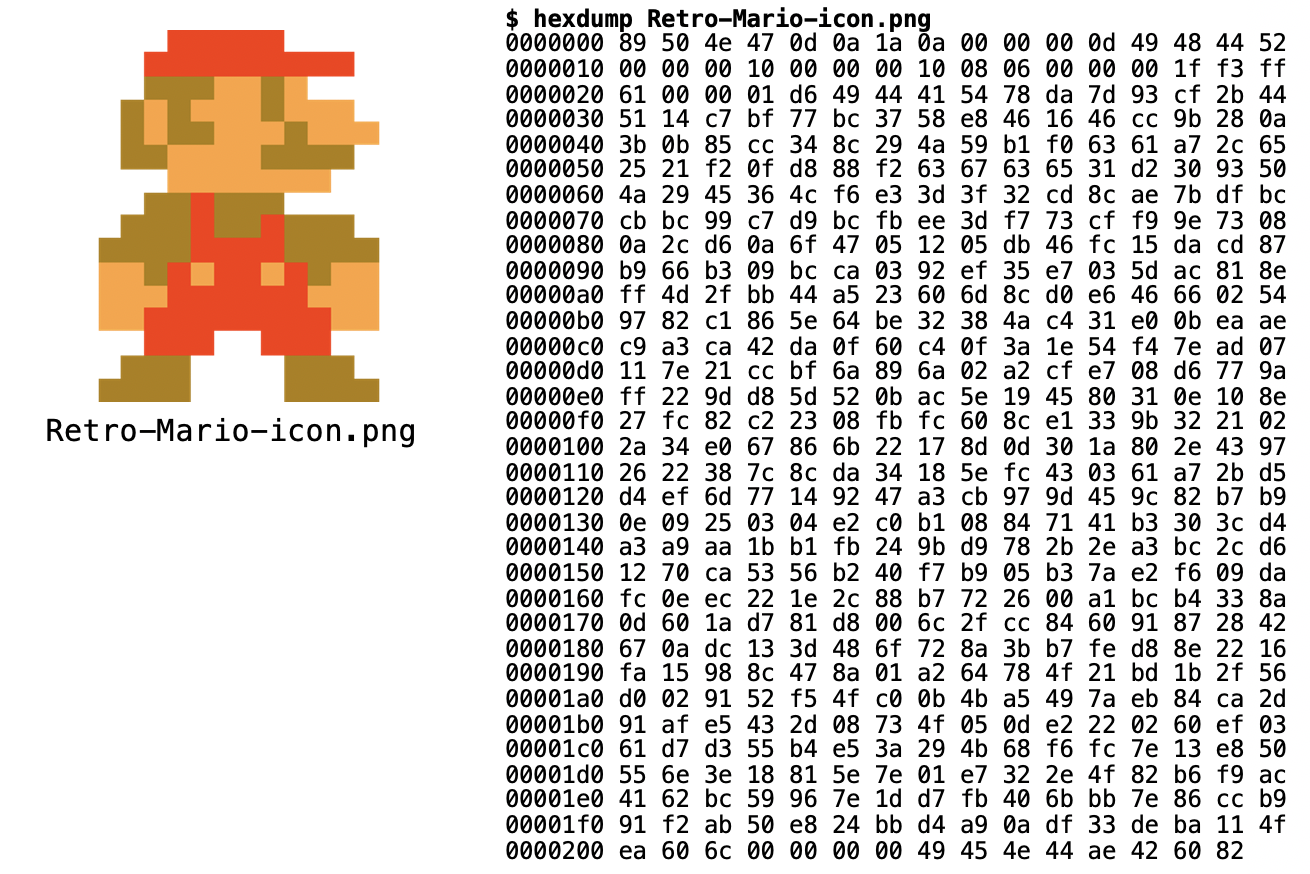 $ hexdump Retro-Mario-icon.png
0000000 89 50 4e 47 0d 0a 1a 0a 00 00 00 0d 49 48 44 52
0000010 00 00 00 10 00 00 00 10 08 06 00 00 00 1f f3 ff
0000020 61 00 00 01 d6 49 44 41 54 78 da 7d 93 cf 2b 44
0000030 51 14 c7 bf 77 bc 37 58 e8 46 16 46 cc 9b 28 0a
0000040 3b 0b 85 cc 34 8c 29 4a 59 b1 f0 63 61 a7 2c 65
0000050 25 21 f2 0f d8 88 f2 63 67 63 65 31 d2 30 93 50
0000060 4a 29 45 36 4c f6 e3 3d 3f 32 cd 8c ae 7b df bc
0000070 cb bc 99 c7 d9 bc fb ee 3d f7 73 cf f9 9e 73 08
0000080 0a 2c d6 0a 6f 47 05 12 05 db 46 fc 15 da cd 87
0000090 b9 66 b3 09 bc ca 03 92 ef 35 e7 03 5d ac 81 8e
00000a0 ff 4d 2f bb 44 a5 23 60 6d 8c d0 e6 46 66 02 54
00000b0 97 82 c1 86 5e 64 be 32 38 4a c4 31 e0 0b ea ae
00000c0 c9 a3 ca 42 da 0f 60 c4 0f 3a 1e 54 f4 7e ad 07
00000d0 11 7e 21 cc bf 6a 89 6a 02 a2 cf e7 08 d6 77 9a
00000e0 ff 22 9d d8 5d 52 0b ac 5e 19 45 80 31 0e 10 8e
00000f0 27 fc 82 c2 23 08 fb fc 60 8c e1 33 9b 32 21 02
0000100 2a 34 e0 67 86 6b 22 17 8d 0d 30 1a 80 2e 43 97
0000110 26 22 38 7c 8c da 34 18 5e fc 43 03 61 a7 2b d5
0000120 d4 ef 6d 77 14 92 47 a3 cb 97 9d 45 9c 82 b7 b9
0000130 0e 09 25 03 04 e2 c0 b1 08 84 71 41 b3 30 3c d4
0000140 a3 a9 aa 1b b1 fb 24 9b d9 78 2b 2e a3 bc 2c d6
0000150 12 70 ca 53 56 b2 40 f7 b9 05 b3 7a e2 f6 09 da
0000160 fc 0e ec 22 1e 2c 88 b7 72 26 00 a1 bc b4 33 8a
0000170 0d 60 1a d7 81 d8 00 6c 2f cc 84 60 91 87 28 42
0000180 67 0a dc 13 3d 48 6f 72 8a 3b b7 fe d8 8e 22 16
0000190 fa 15 98 8c 47 8a 01 a2 64 78 4f 21 bd 1b 2f 56
00001a0 d0 02 91 52 f5 4f c0 0b 4b a5 49 7a eb 84 ca 2d
00001b0 91 af e5 43 2d 08 73 4f 05 0d e2 22 02 60 ef 03
00001c0 61 d7 d3 55 b4 e5 3a 29 4b 68 f6 fc 7e 13 e8 50
00001d0 55 6e 3e 18 81 5e 7e 01 e7 32 2e 4f 82 b6 f9 ac
00001e0 41 62 bc 59 96 7e 1d d7 fb 40 6b bb 7e 86 cc b9
00001f0 91 f2 ab 50 e8 24 bb d4 a9 0a df 33 de ba 11 4f
0000200 ea 60 6c 00 00 00 00 49 45 4e 44 ae 42 60 82
Retro-Mario-icon.png